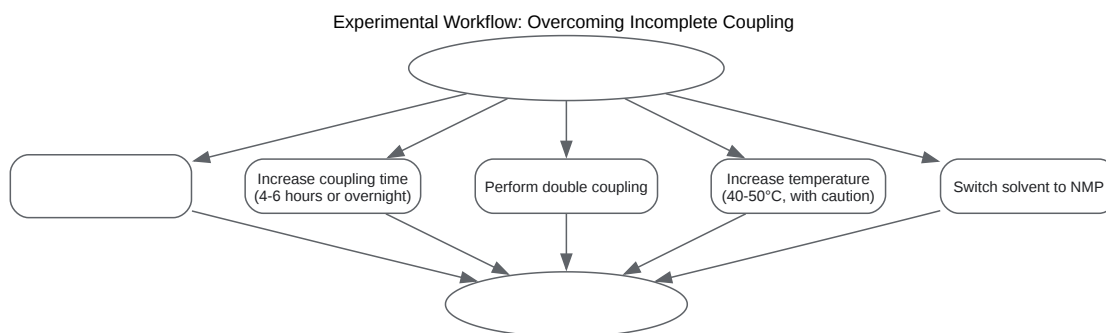 Experimental Workflow: Overcoming Incomplete Coupling
Increase coupling time
(4-6 hours or overnight)
Perform double coupling
Increase temperature
(40-50°C, with caution)
Switch solvent to NMP